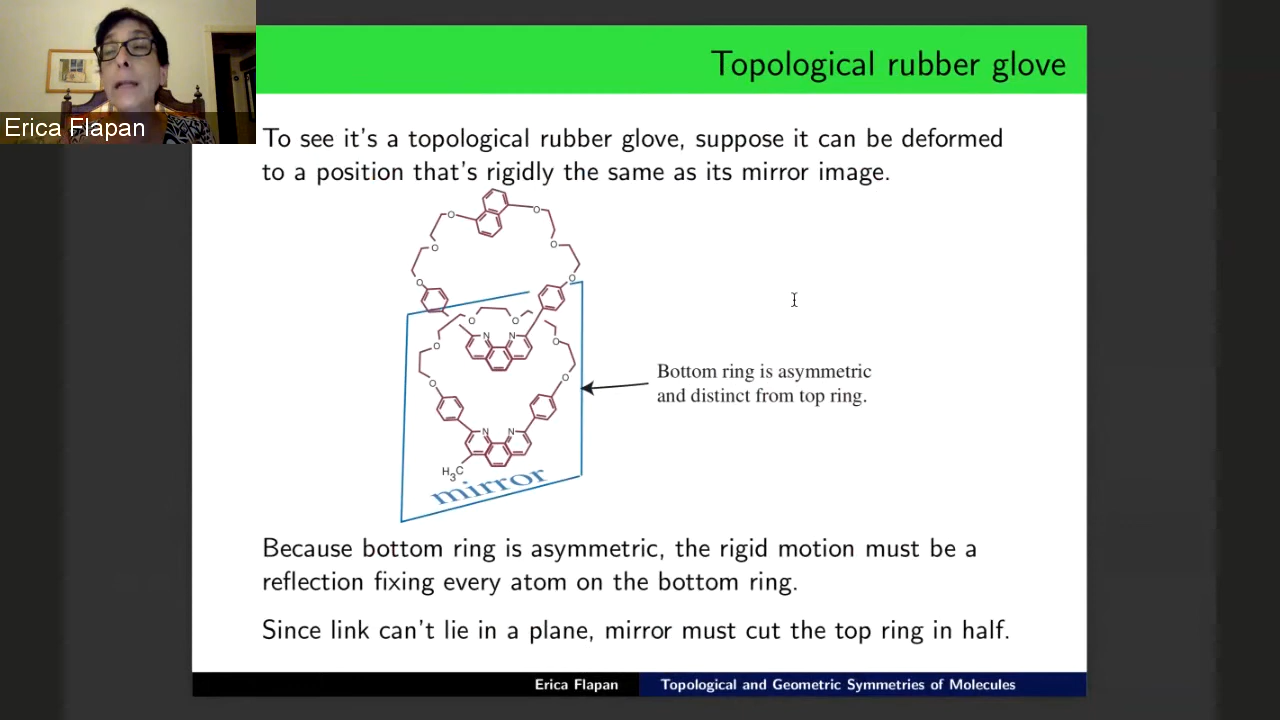 Topological rubber glove
Erica Flapan
To see it's a topological rubber glove, suppose it can be deformed
to a position that's rigidly the same as its mirror image.
O
O
O
O
O
O
O
O
N
N
O
O
O
O
Bottom ring is asymmetric
and distinct from top ring.
N
N
H3C
mirror
Because bottom ring is asymmetric, the rigid motion must be a
reflection fixing every atom on the bottom ring.
Since link can't lie in a plane, mirror must cut the top ring in half.
Erica Flapan
Topological and Geometric Symmetries of Molecules